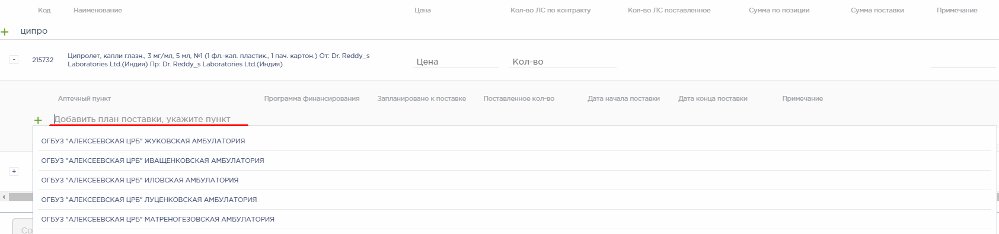 Код Наименование Цена Кол-во ЛС по контракту Кол-во ЛС поставленное Сумма по позиции Сумма поставки Примечание
+ ципро
- 215732 Ципролет, капли глазн., 3 мг/мл, 5 мл, №1 (1 фл.-кап. пластик., 1 пач. картон.) От: Dr. Reddy_s
Laboratories Ltd.(Индия) Пр: Dr. Reddy_s Laboratories Ltd.(Индия)
Цена Кол-во
Аптечный пункт Программа финансирования Запланировано к поставке Поставленное кол-во Дата начала поставки Дата конца поставки Примечание
+ Добавить план поставки, укажите пункт
ОГБУЗ "АЛЕКСЕЕВСКАЯ ЦРБ" ЖУКОВСКАЯ АМБУЛАТОРИЯ
ОГБУЗ "АЛЕКСЕЕВСКАЯ ЦРБ" ИВАЩЕНКОВСКАЯ АМБУЛАТОРИЯ
+
ОГБУЗ "АЛЕКСЕЕВСКАЯ ЦРБ" ИЛОВСКАЯ АМБУЛАТОРИЯ
ОГБУЗ "АЛЕКСЕЕВСКАЯ ЦРБ" ЛУЦЕНКОВСКАЯ АМБУЛАТОРИЯ
ОГБУЗ "АЛЕКСЕЕВСКАЯ ЦРБ" МАТРЕНОГЕЗОВСКАЯ АМБУЛАТОРИЯ
Со